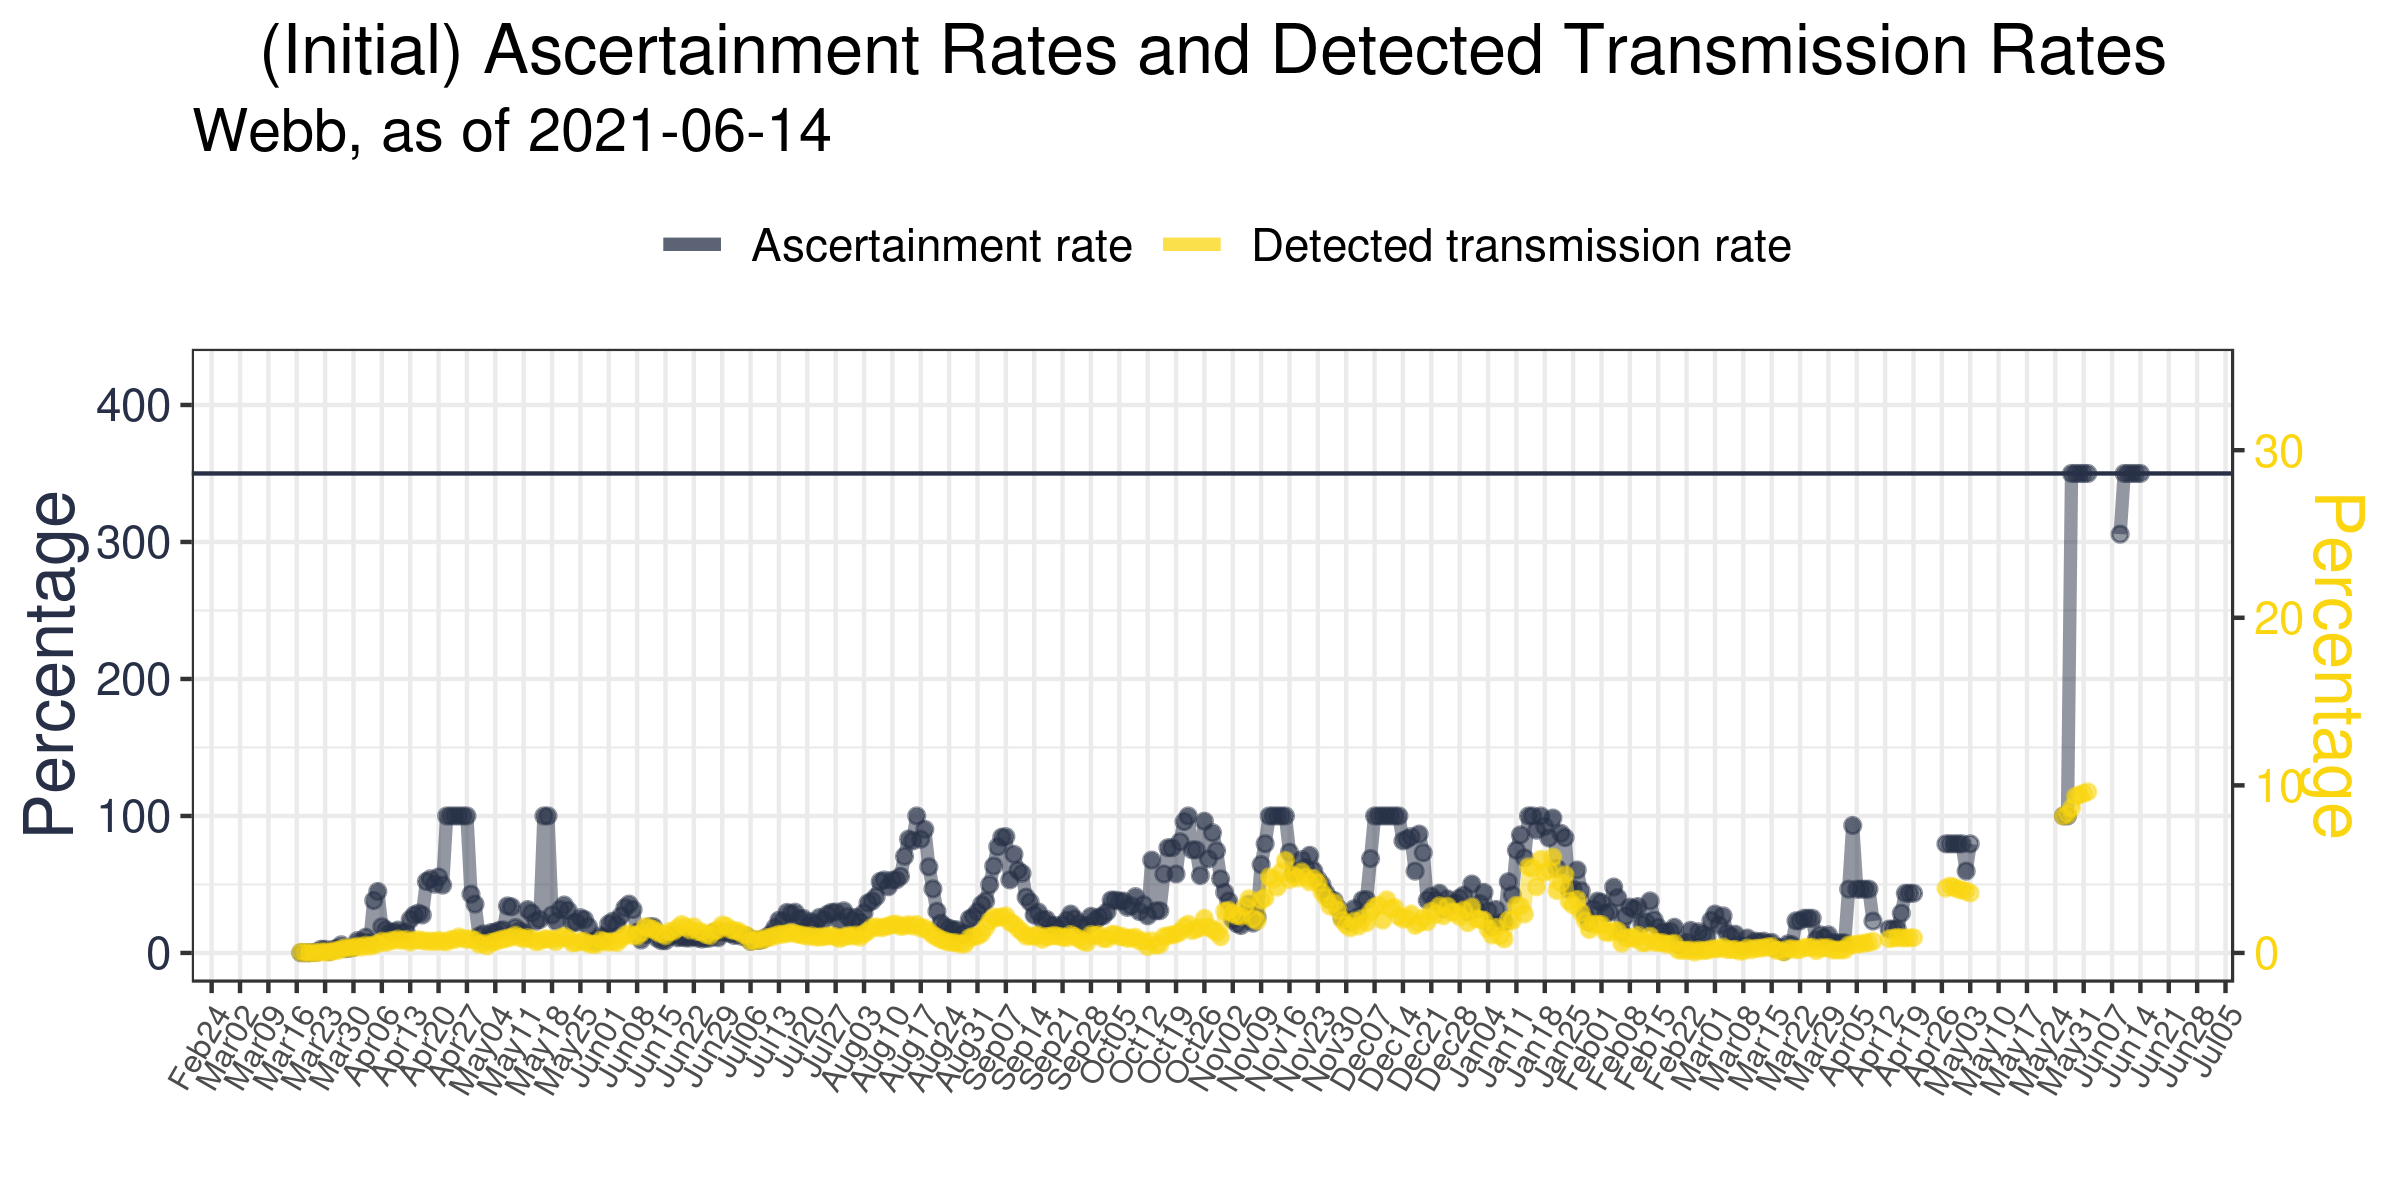 (Initial) Ascertainment Rates and Detected Transmission Rates
Webb, as of 2021-06-14
Ascertainment rate Detected transmission rate
Percentage
400
300
200
100
0
30
20
10
0
Percentage
Feb24 Mar02 Mar09 Mar16 Mar23 Mar30 Apr06 Apr13 Apr20 Apr27 May04 May11 May18 May25 Jun01 Jun08 Jun15 Jun22 Jun29 Jul06 Jul13 Jul20 Jul27 Aug03 Aug10 Aug17 Aug24 Aug31 Sep07 Sep14 Sep21 Sep28 Oct05 Oct12 Oct19 Oct26 Nov02 Nov09 Nov16 Nov23 Nov30 Dec07 Dec14 Dec21 Dec28 Jan04 Jan11 Jan18 Jan25 Feb01 Feb08 Feb15 Feb22 Mar01 Mar08 Mar15 Mar22 Mar29 Apr05 Apr12 Apr19 Apr26 May03 May10 May17 May24 May31 Jun07 Jun14 Jun21 Jun28 Jul05